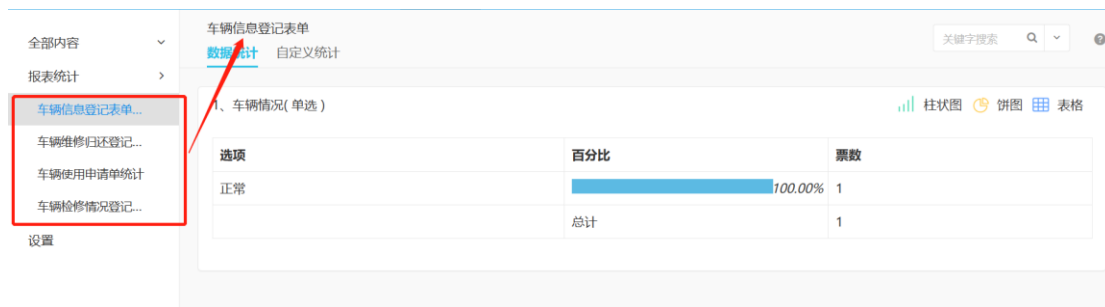 全部内容
报表统计
车辆信息登记表单...
车辆维修归还登记...
车辆使用申请单统计
车辆检修情况登记...
设置
车辆信息登记表单
数据统计 自定义统计
关键字搜索
1、车辆情况( 单选 )
柱状图 饼图 表格
选项 百分比 票数
正常 100.00% 1
总计 1